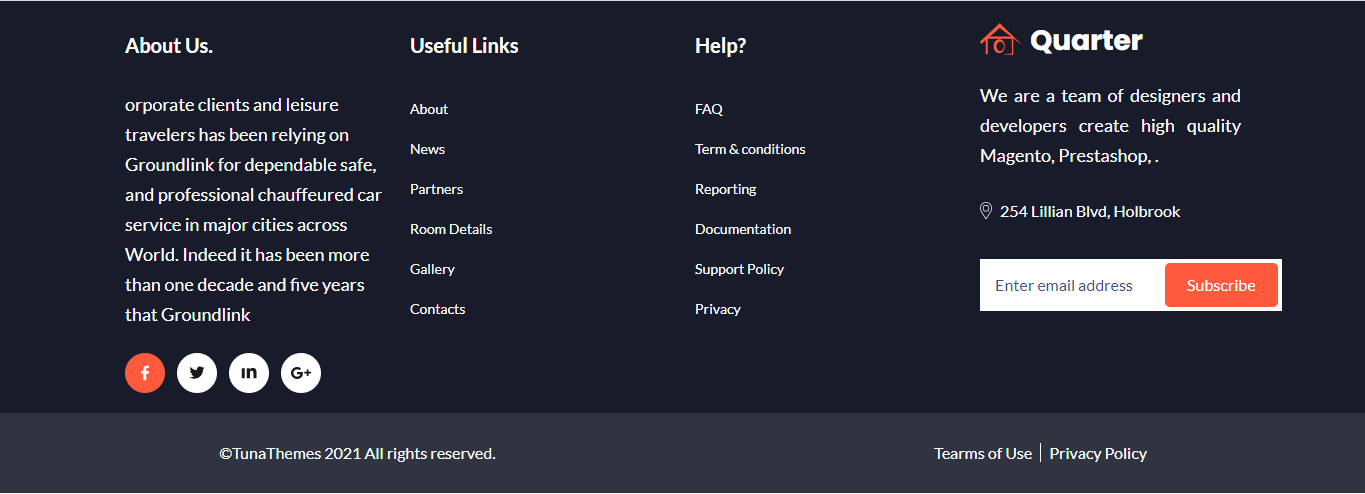 About Us.
orporate clients and leisure
travelers has been relying on
Groundlink for dependable safe,
and professional chauffeured car
service in major cities across
World. Indeed it has been more
than one decade and five years
that Groundlink
f
in
G+
Useful Links
About
News
Partners
Room Details
Gallery
Contacts
Help?
FAQ
Term & conditions
Reporting
Documentation
Support Policy
Privacy
Quarter
We are a team of designers and
developers create high quality
Magento, Prestashop, .
254 Lillian Blvd, Holbrook
Enter email address Subscribe
©TunaThemes 2021 All rights reserved.
Tearms of Use | Privacy Policy